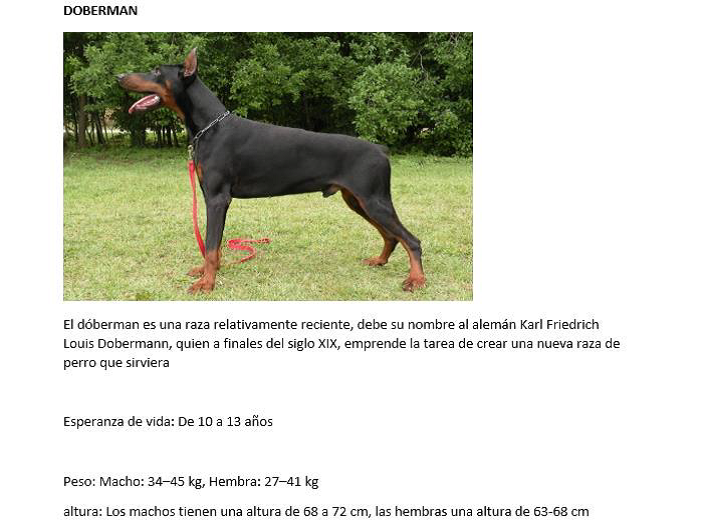 DOBERMAN
El dóberman es una raza relativamente reciente, debe su nombre al alemán Karl Friedrich
Louis Dobermann, quien a finales del siglo XIX, emprende la tarea de crear una nueva raza de
perro que sirviera
Esperanza de vida: De 10 a 13 años
Peso: Macho: 34–45 kg, Hembra: 27–41 kg
altura: Los machos tienen una altura de 68 a 72 cm, las hembras una altura de 63-68 cm